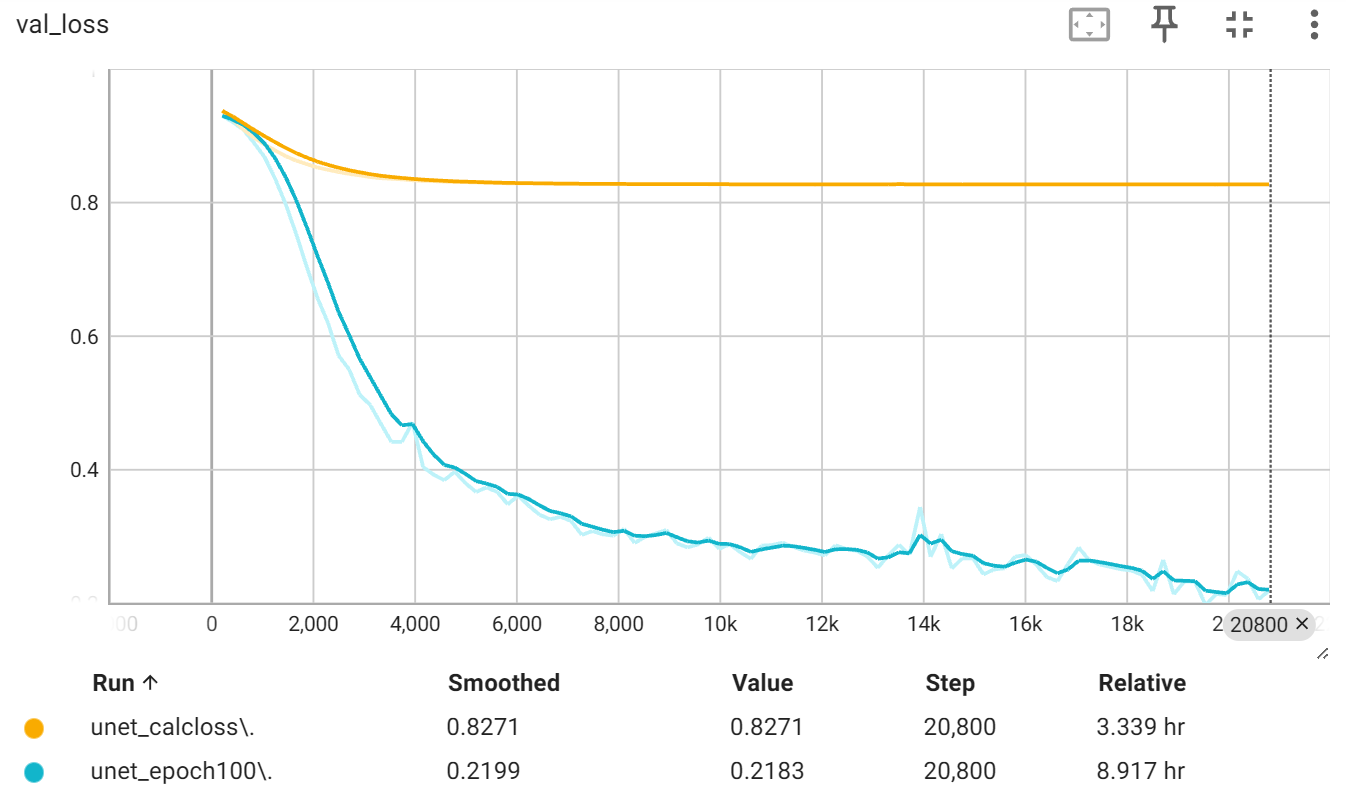 val_loss
0.8
0.6
0.4
0 2,000 4,000 6,000 8,000 10k 12k 14k 16k 18k 20800 ×
Run ↑ Smoothed Value Step Relative
unet_calcloss\. 0.8271 0.8271 20,800 3.339 hr
unet_epoch100\. 0.2199 0.2183 20,800 8.917 hr